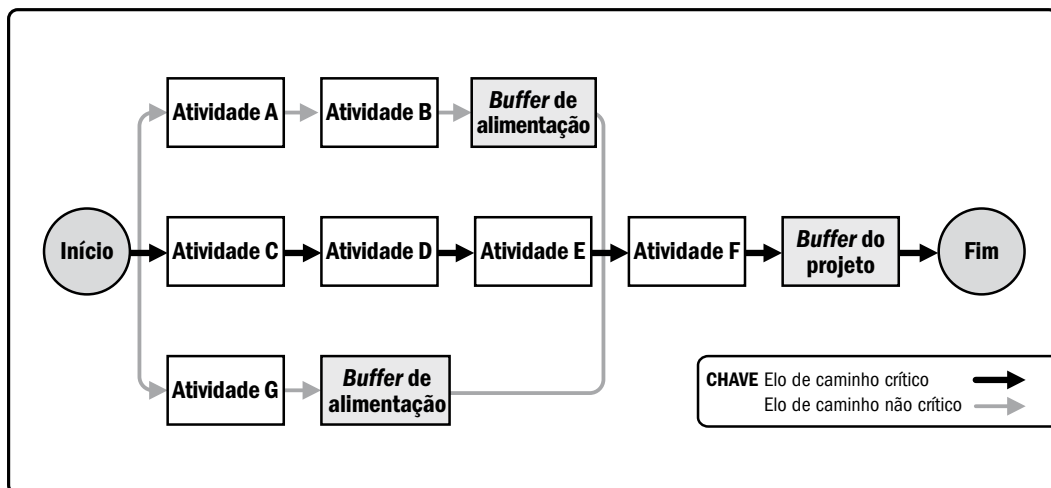 Atividade A
Atividade B
Buffer de
alimentação
Início
Atividade C
Atividade D
Atividade E
Atividade F
Buffer do
projeto
Fim
Atividade G
Buffer de
alimentação
CHAVE Elo de caminho crítico
Elo de caminho não crítico